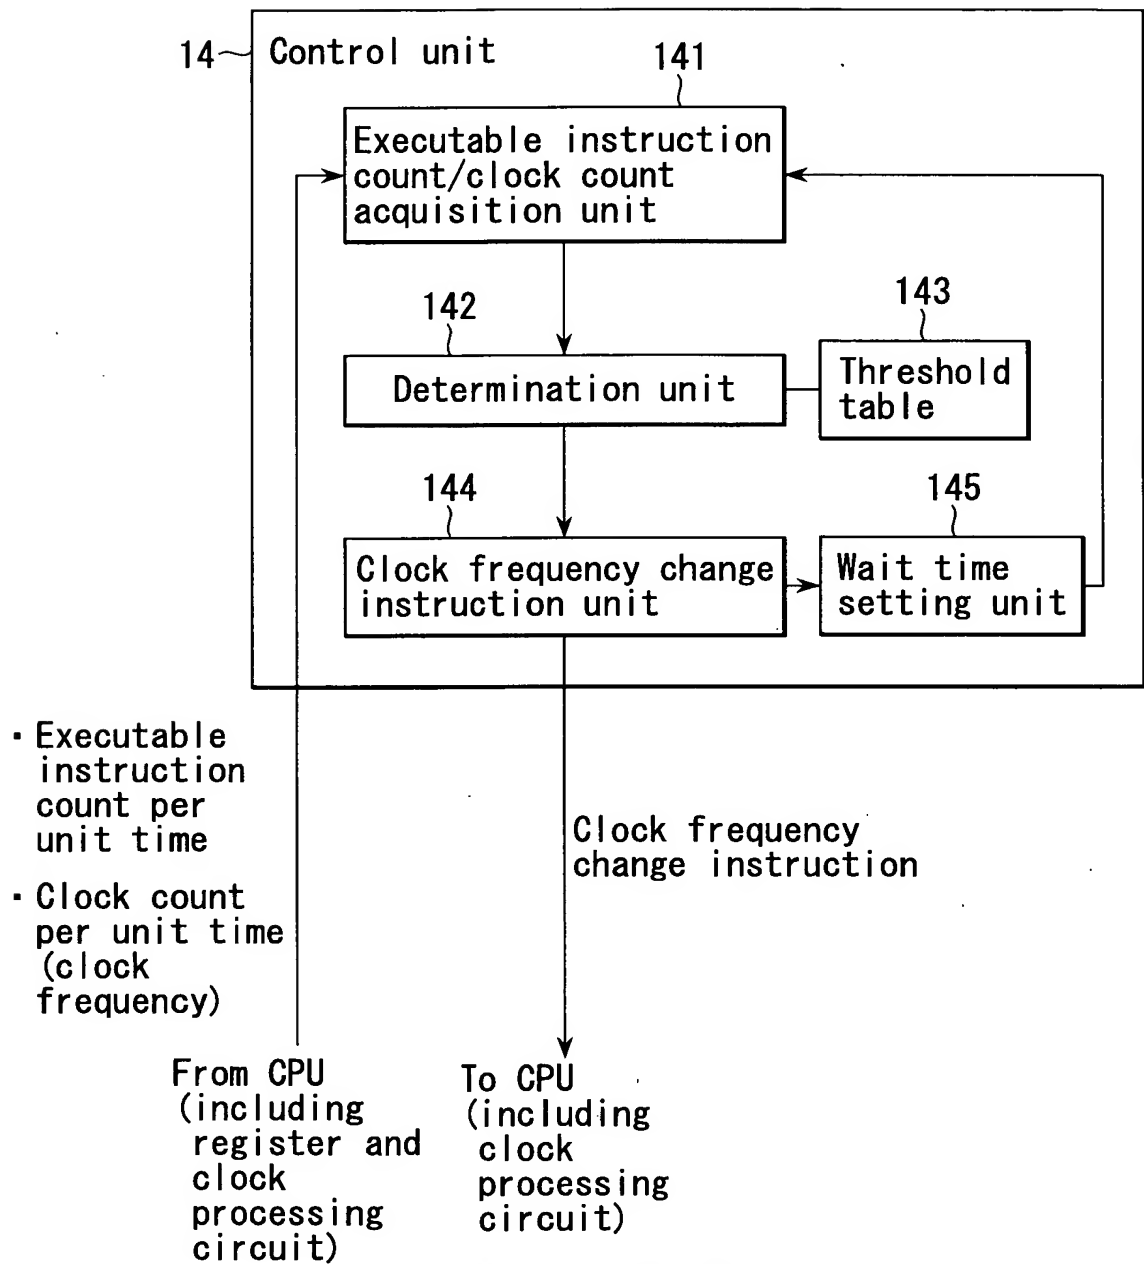 14
Control unit
141
Executable instruction
count/clock count
acquisition unit
142
143
Determination unit
Threshold
table
144
145
Clock frequency change
instruction unit
Wait time
setting unit
・Executable
instruction
count per
unit time
・Clock count
per unit time
(clock
frequency)
Clock frequency
change instruction
From CPU
(including
register and
clock
processing
circuit)
To CPU
(including
clock
processing
circuit)